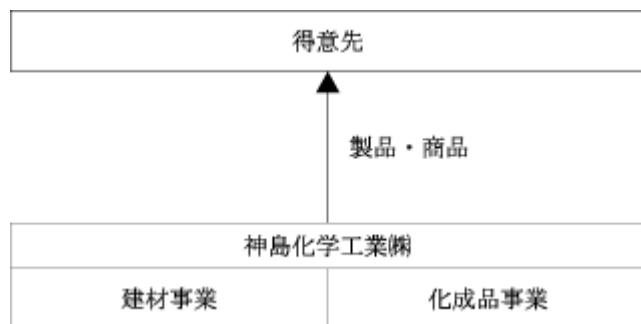 得意先
製品・商品
神島化学工業㈱
建材事業
化成品事業